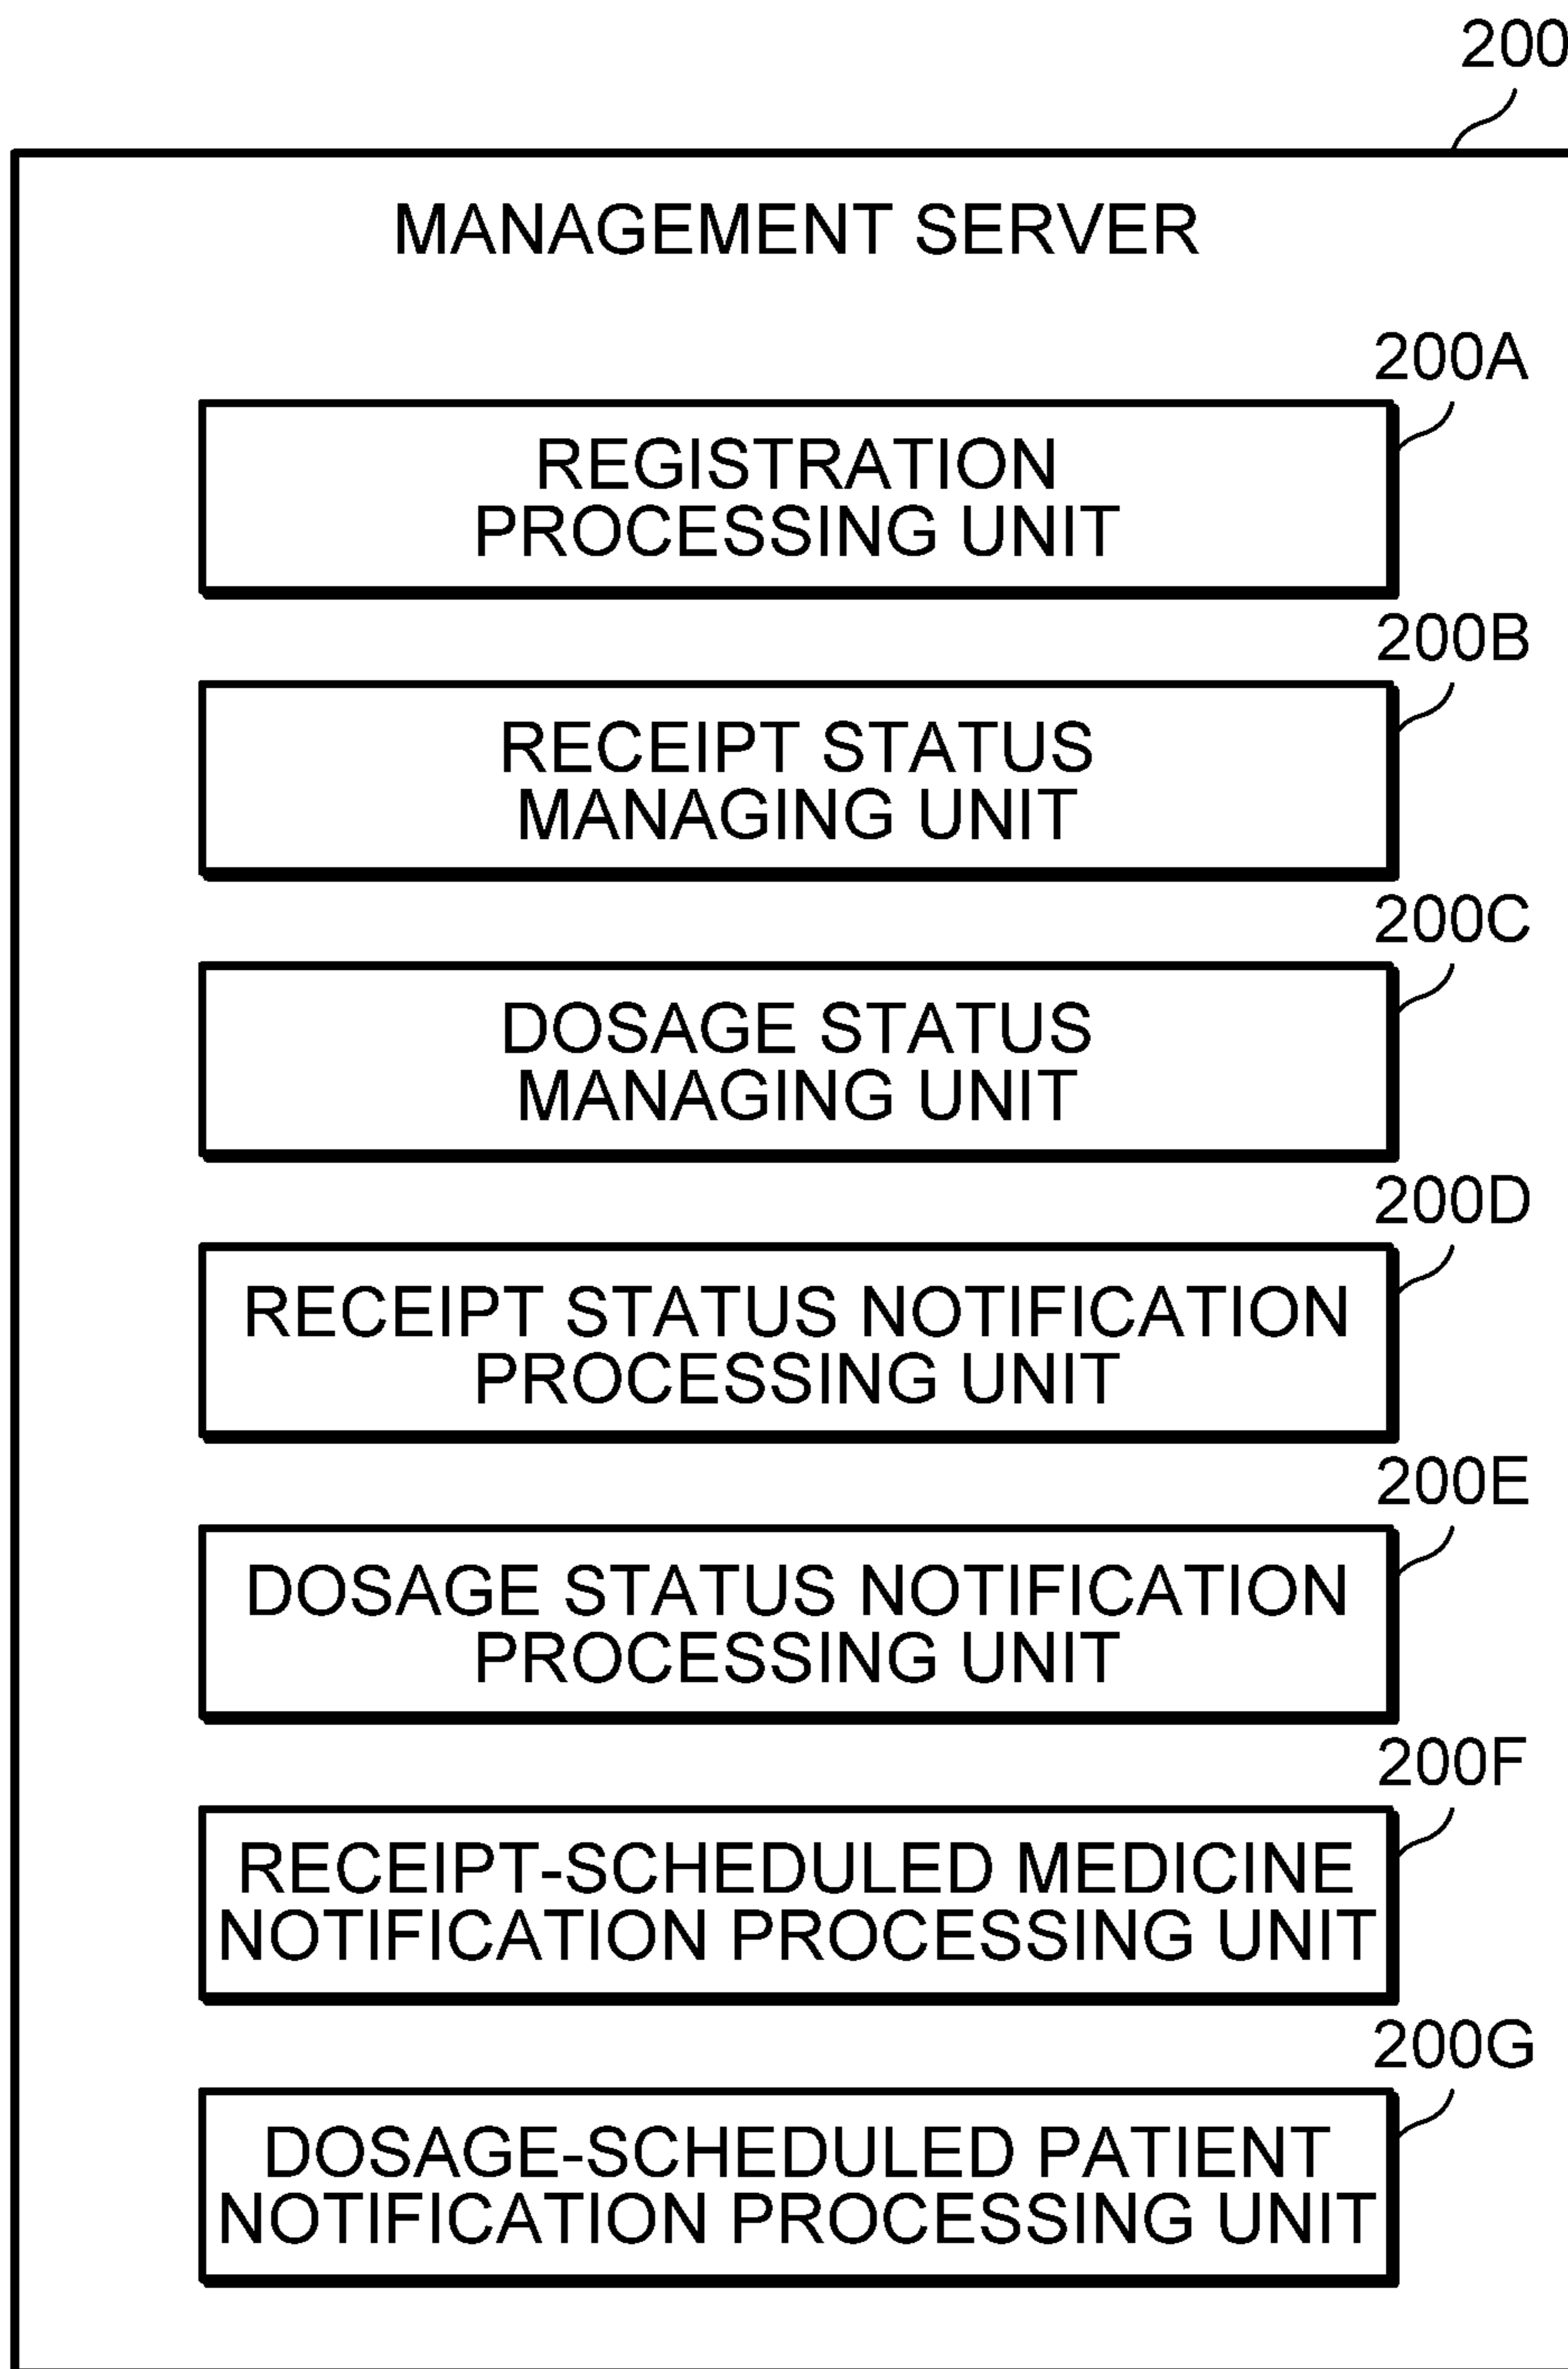 200
MANAGEMENT SERVER
200A
REGISTRATION
PROCESSING UNIT
200B
RECEIPT STATUS
MANAGING UNIT
200C
DOSAGE STATUS
MANAGING UNIT
200D
RECEIPT STATUS NOTIFICATION
PROCESSING UNIT
200E
DOSAGE STATUS NOTIFICATION
PROCESSING UNIT
200F
RECEIPT-SCHEDULED MEDICINE
NOTIFICATION PROCESSING UNIT
200G
DOSAGE-SCHEDULED PATIENT
NOTIFICATION PROCESSING UNIT